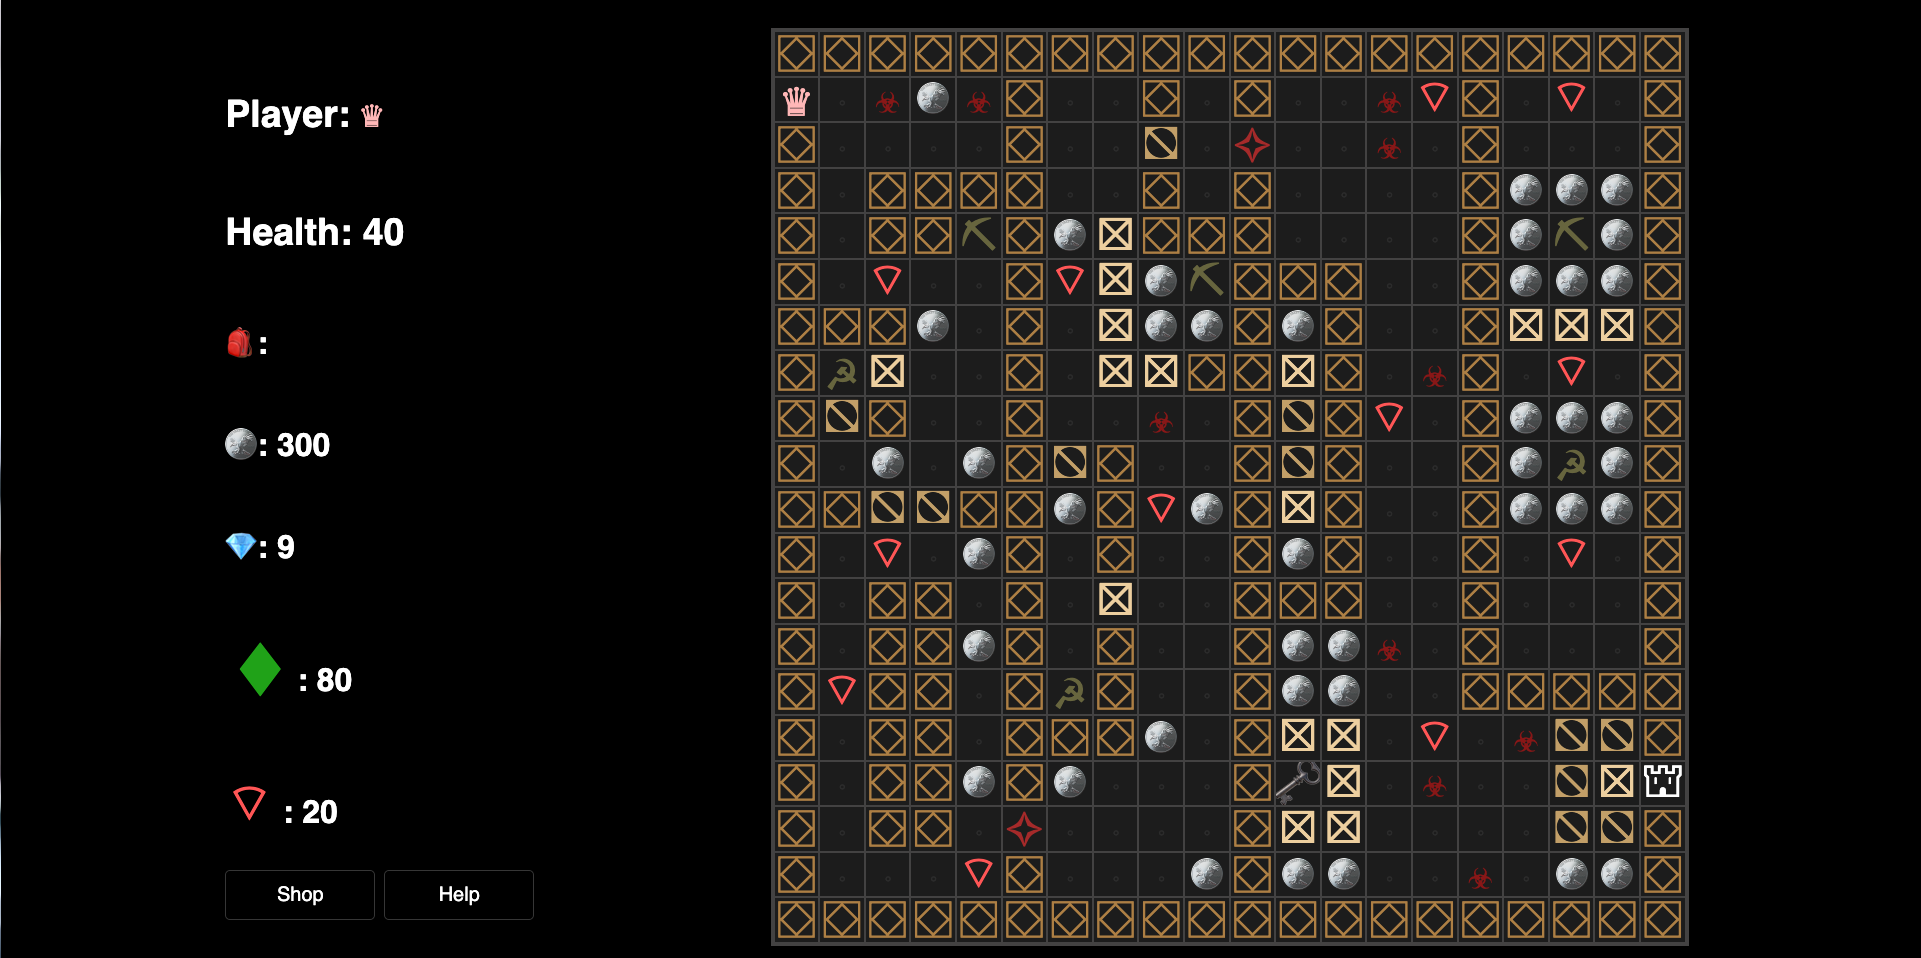 Player: ♛
Health: 40
🎒:
: 300
💎: 9
: 80
: 20
Shop
Help